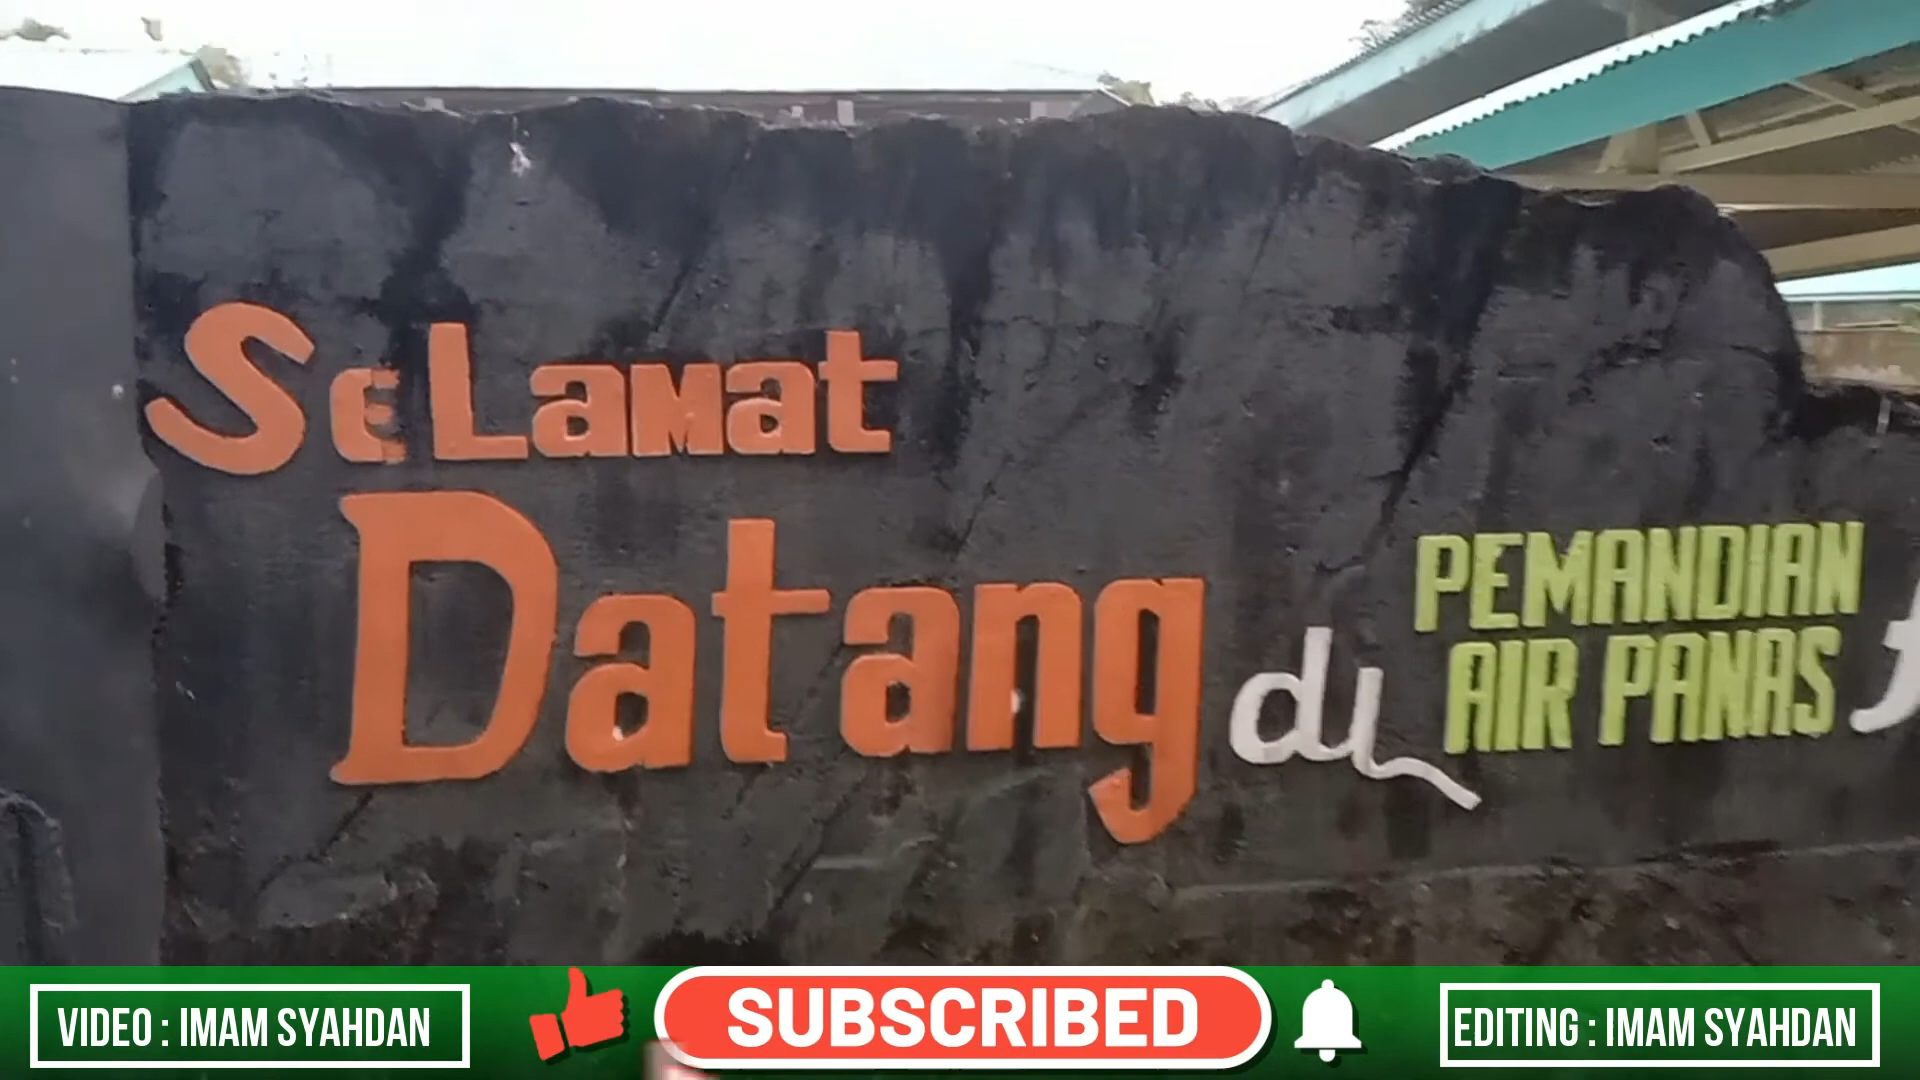 SeLaMat
Datang di PEMANDIAN
AIR PANAS
VIDEO : IMAM SYAHDAN
SUBSCRIBED
EDITING : IMAM SYAHDAN